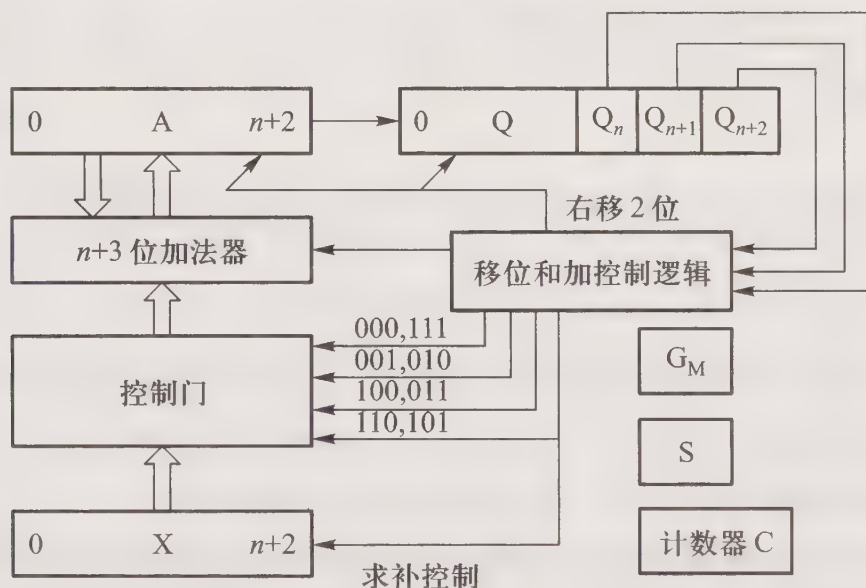 0 A n+2
0 Q Qn Qn+1 Qn+2
右移 2 位
n+3 位加法器
移位和加控制逻辑
000,111
001,010
100,011
110,101
控制门
GM
S
0 X n+2
计数器 C
求补控制